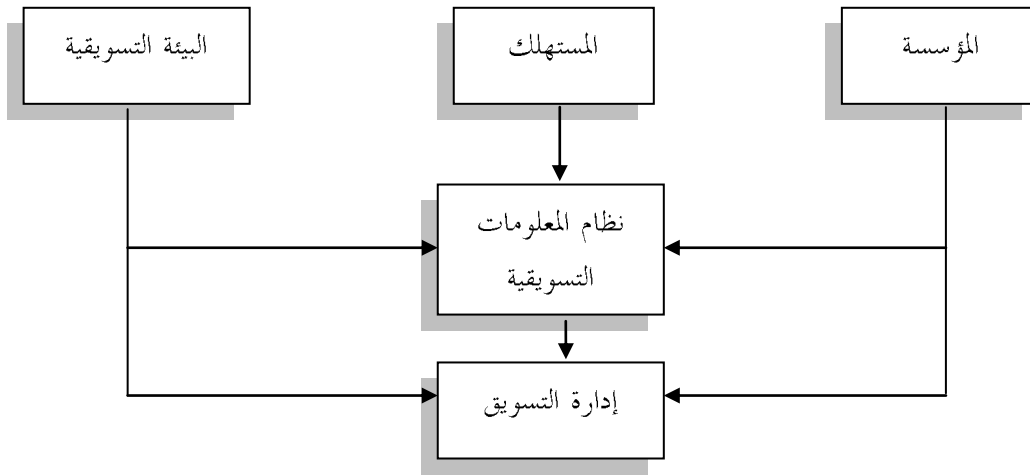 المؤسسة
المستهلك
البيئة التسويقية
نظام المعلومات
التسويقية
إدارة التسويق